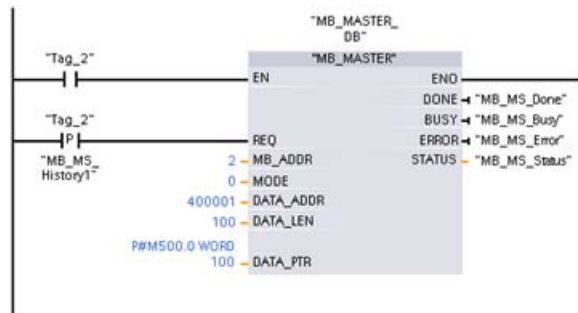 "MB_MASTER_
DB"
"Tag_2"
"MB_MASTER"
EN
ENO
DONE
"MB_MS_Done"
"Tag_2"
BUSY
"MB_MS_Busy"
P
REQ
ERROR
"MB_MS_Error"
"MB_MS_
History1"
2
MB_ADDR
STATUS
"MB_MS_Status"
0
MODE
400001
DATA_ADDR
100
DATA_LEN
P#M500.0 WORD
100
DATA_PTR